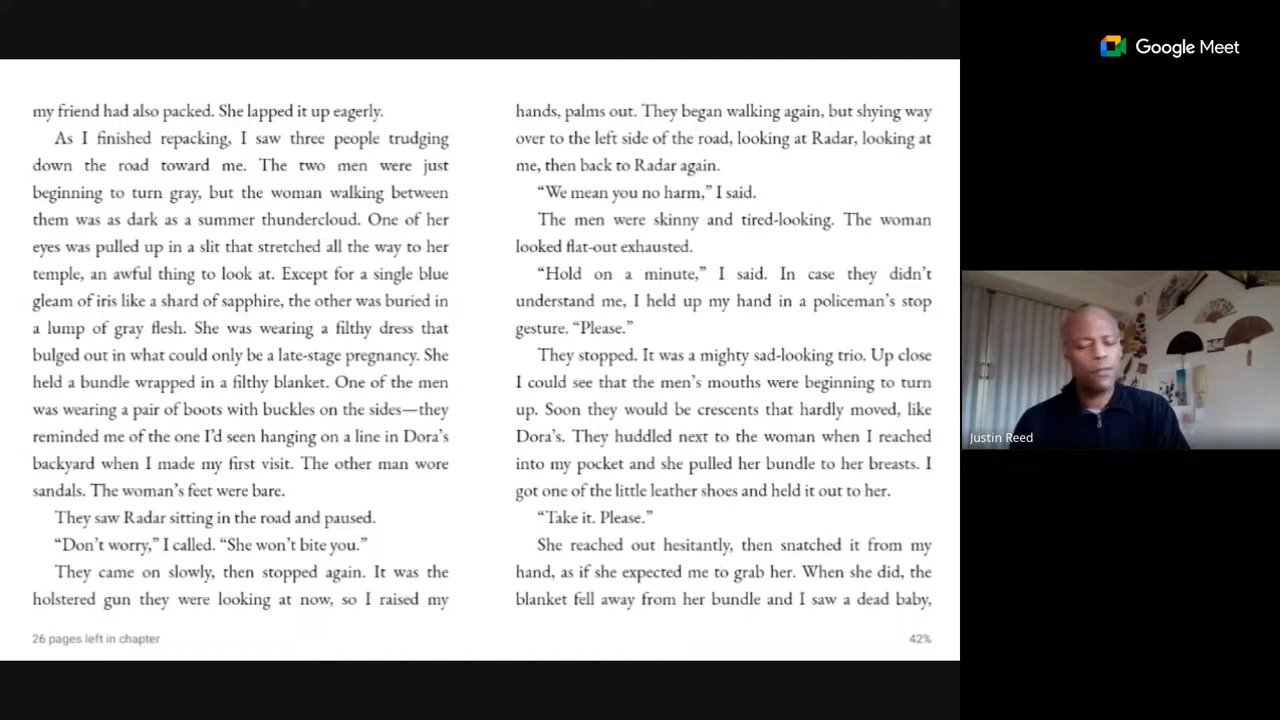 my friend had also packed. She lapped it up eagerly.
As I finished repacking, I saw three people trudging
down the road toward me. The two men were just
beginning to turn gray, but the woman walking between
them was as dark as a summer thundercloud. One of her
eyes was pulled up in a slit that stretched all the way to her
temple, an awful thing to look at. Except for a single blue
gleam of iris like a shard of sapphire, the other was buried in
a lump of gray flesh. She was wearing a filthy dress that
bulged out in what could only be a late-stage pregnancy. She
held a bundle wrapped in a filthy blanket. One of the men
was wearing a pair of boots with buckles on the sides—they
reminded me of the one I’d seen hanging on a line in Dora’s
backyard when I made my first visit. The other man wore
sandals. The woman’s feet were bare.
They saw Radar sitting in the road and paused.
“Don’t worry,” I called. “She won’t bite you.”
They came on slowly, then stopped again. It was the
holstered gun they were looking at now, so I raised my
26 pages left in chapter
hands, palms out. They began walking again, but shying way
over to the left side of the road, looking at Radar, looking at
me, then back to Radar again.
“We mean you no harm,” I said.
The men were skinny and tired-looking. The woman
looked flat-out exhausted.
“Hold on a minute,” I said. In case they didn’t
understand me, I held up my hand in a policeman’s stop
gesture. “Please.”
They stopped. It was a mighty sad-looking trio. Up close
I could see that the men’s mouths were beginning to turn
up. Soon they would be crescents that hardly moved, like
Dora’s. They huddled next to the woman when I reached
into my pocket and she pulled her bundle to her breasts. I
got one of the little leather shoes and held it out to her.
“Take it. Please.”
She reached out hesitantly, then snatched it from my
hand, as if she expected me to grab her. When she did, the
blanket fell away from her bundle and I saw a dead baby,
42%
Google Meet
Justin Reed